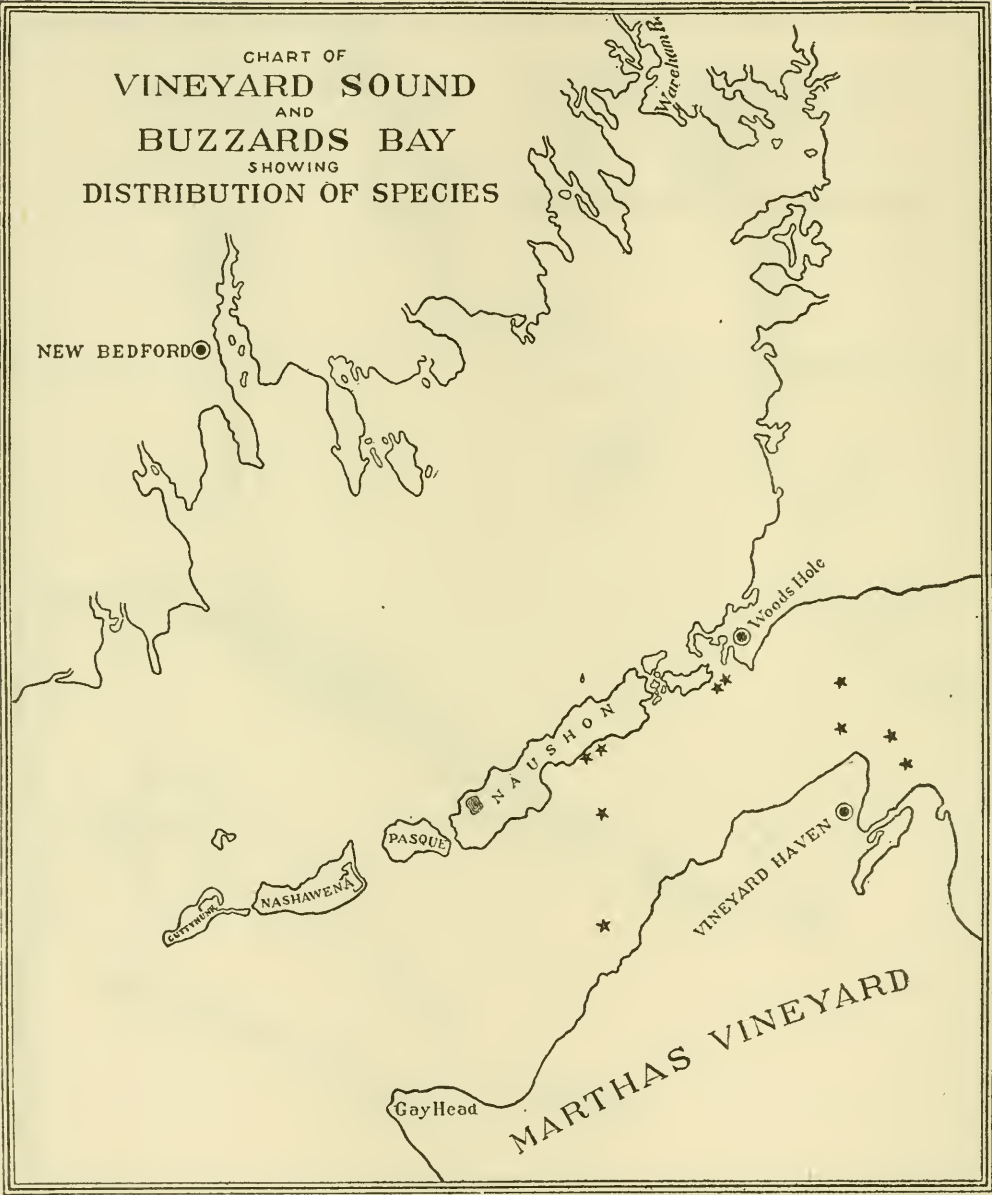 CHART OF
VINEYARD SOUND
AND
BUZZARDS BAY
SHOWING
DISTRIBUTION OF SPECIES
Wareham R.
NEW BEDFORD
Woods Hole
NAUSHON
PASQUE
NASHAWENA
CUTTYHUNK
VINEYARD HAVEN
MARTHAS VINEYARD
Gay Head